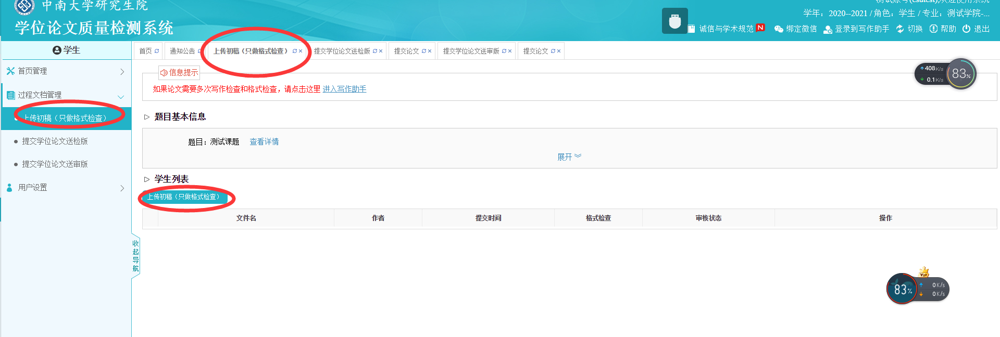 中南大学研究生院
学位论文质量检测系统
测试账号(csutest),欢迎使用系统
学年：2020--2021 / 角色：学生 / 专业：测试学院-...
诚信与学术规范 N 绑定微信 登录到写作助手 切换 帮助 退出
学生
首页 通知公告 上传初稿（只做格式检查） 提交学位论文送检版 提交论文 提交学位论文送审版 提交论文
首页管理
过程文档管理
上传初稿（只做格式检查）
提交学位论文送检版
提交学位论文送审版
用户设置
收起导航
信息提示
如果论文需要多次写作检查和格式检查，请点击这里 进入写作助手
408K/s
0.1K/s
83%
题目基本信息
题目：测试课题 查看详情
展开
学生列表
上传初稿（只做格式检查）
文件名 作者 提交时间 格式检查 审核状态 操作
VIP
83%
0K/s
0K/s